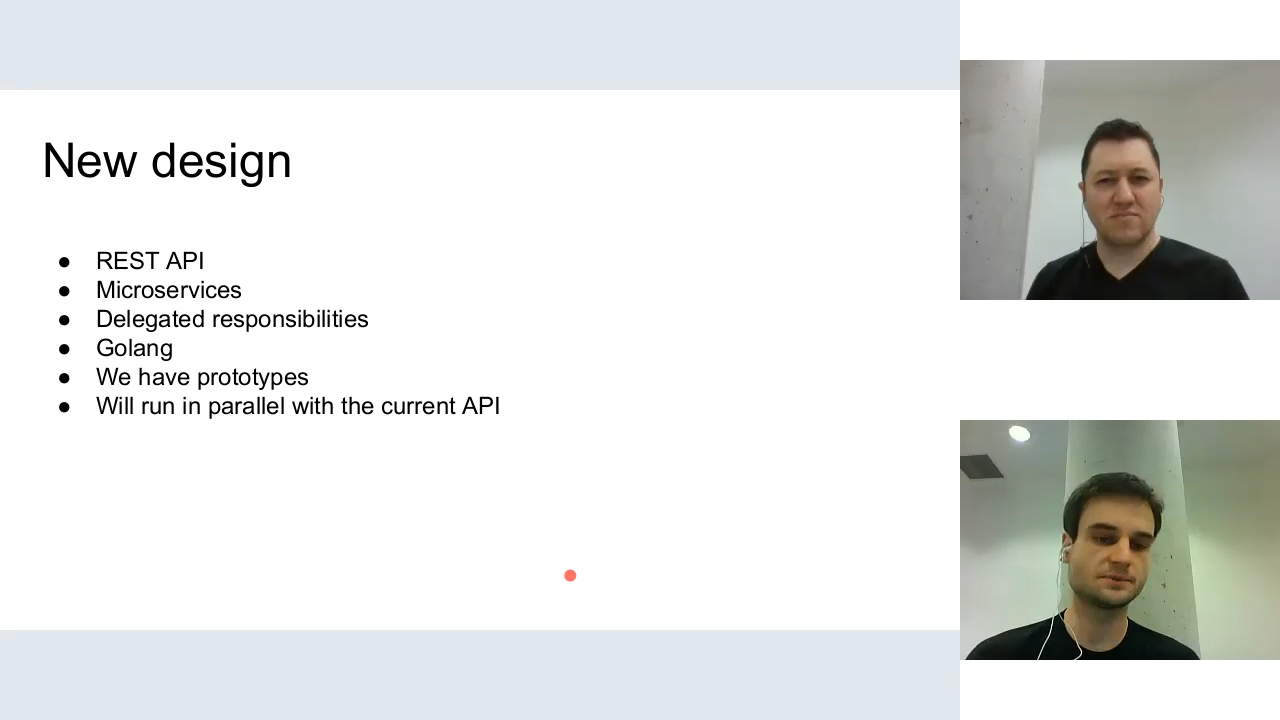 New design
● REST API
● Microservices
● Delegated responsibilities
● Golang
● We have prototypes
● Will run in parallel with the current API